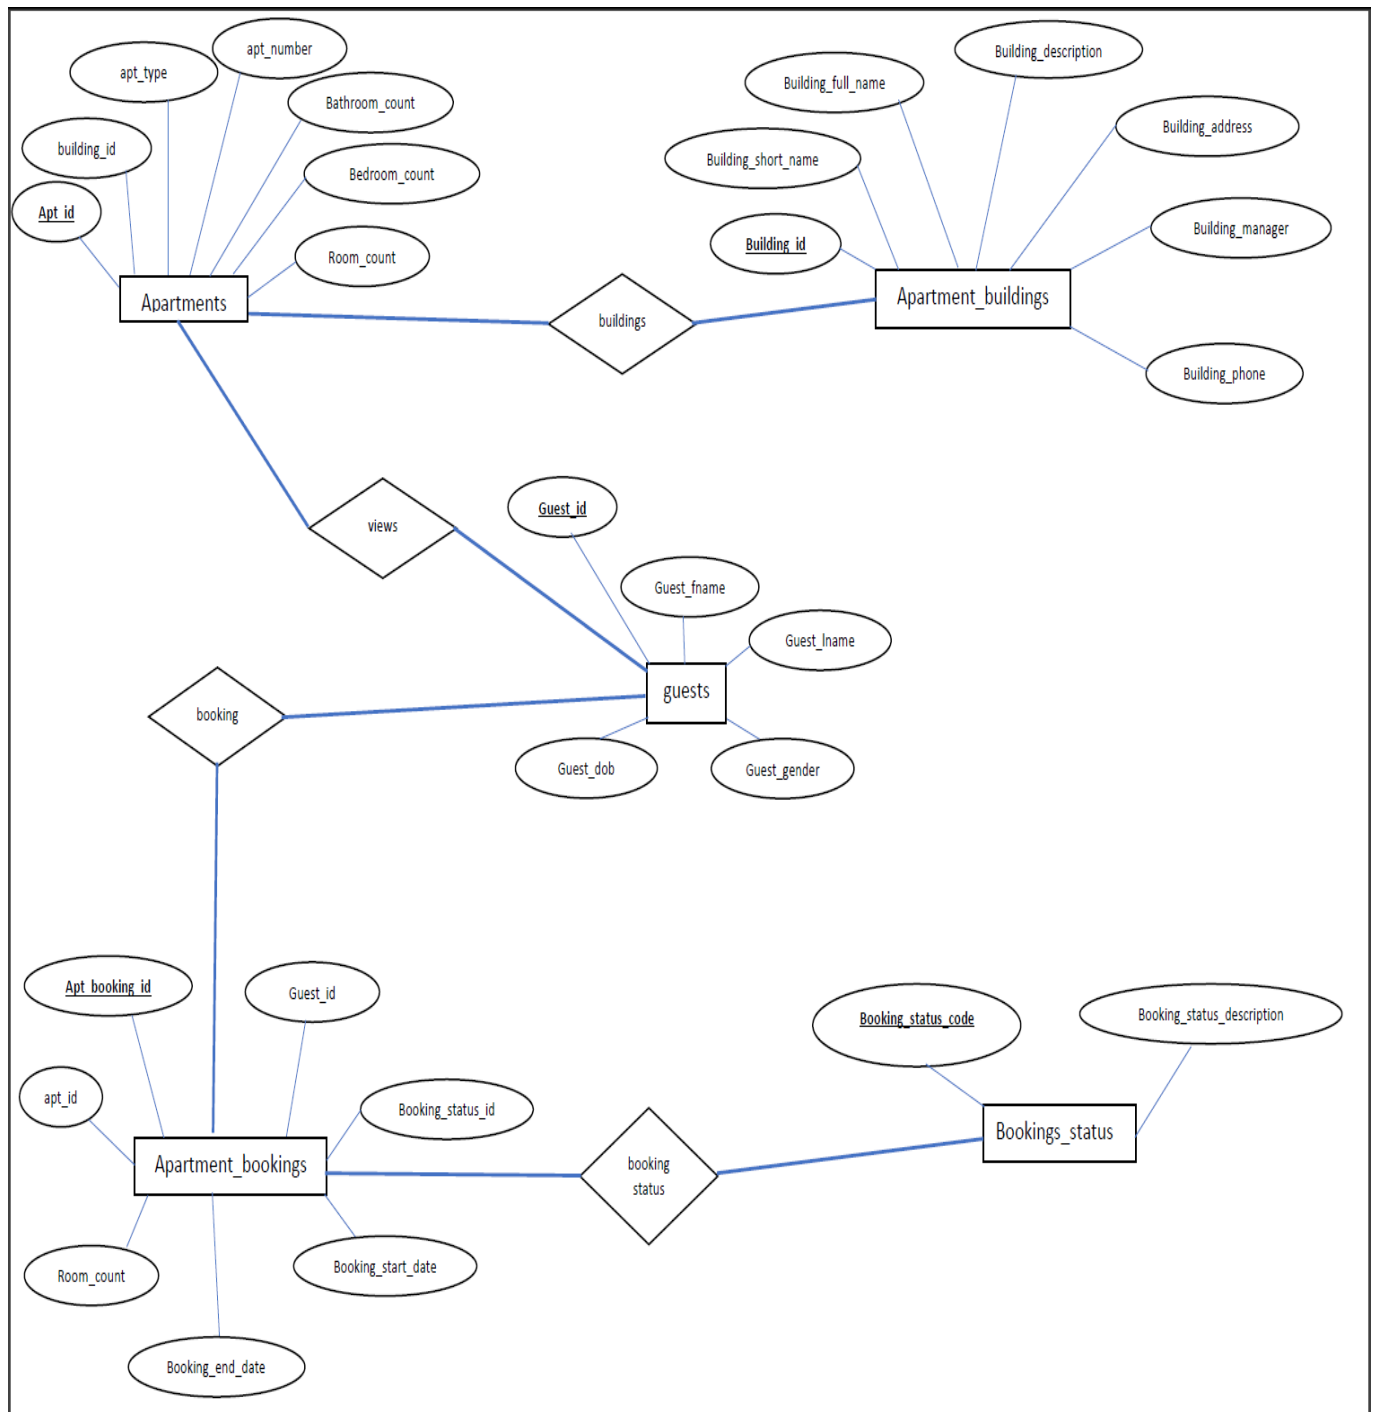 apt_number
apt_type
Bathroom_count
building_id
Bedroom_count
Apt_id
Room_count
Apartments
buildings
Building_description
Building_full_name
Building_address
Building_short_name
Building_manager
Building_id
Apartment_buildings
Building_phone
views
Guest_id
Guest_fname
Guest_lname
guests
booking
Guest_dob
Guest_gender
Apt_booking_id
Guest_id
apt_id
Booking_status_id
Apartment_bookings
Room_count
Booking_start_date
Booking_end_date
booking
status
Booking_status_code
Booking_status_description
Bookings_status